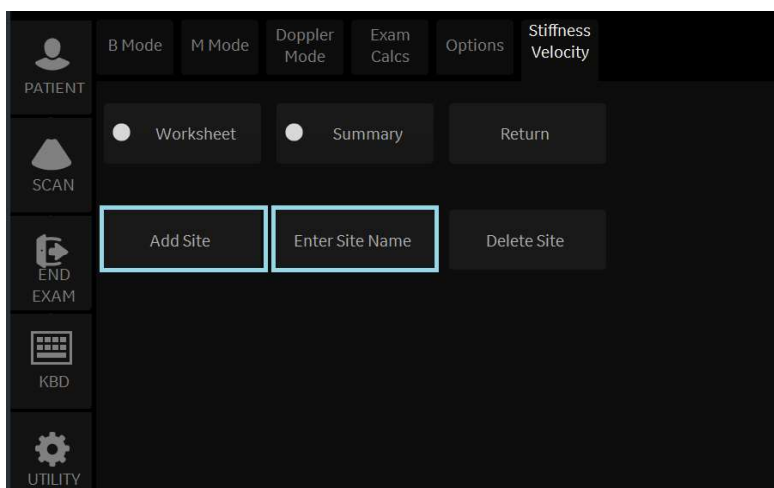 B Mode
M Mode
Doppler
Mode
Exam
Calcs
Options
Stiffness
Velocity
PATIENT
Worksheet
Summary
Return
SCAN
Add Site
Enter Site Name
Delete Site
END
EXAM
KBD
UTILITY